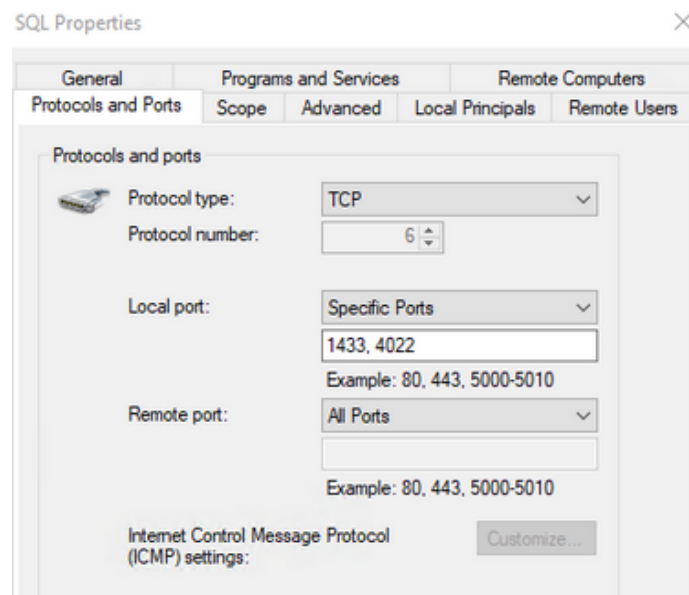 SQL Properties
General Programs and Services Remote Computers
Protocols and Ports Scope Advanced Local Principals Remote Users
Protocols and ports
Protocol type: TCP
Protocol number: 6
Local port: Specific Ports
1433, 4022
Example: 80, 443, 5000-5010
Remote port: All Ports
Example: 80, 443, 5000-5010
Internet Control Message Protocol
(ICMP) settings: Customize...